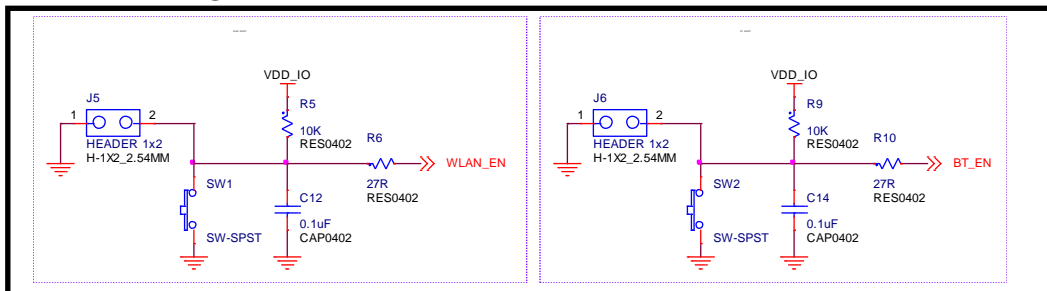 VDD_IO
J5
1
2
R5
10K
RES0402
HEADER 1x2
H-1X2_2.54MM
R6
WLAN_EN
27R
RES0402
SW1
SW-SPST
C12
0.1uF
CAP0402
VDD_IO
J6
1
2
R9
10K
RES0402
HEADER 1x2
H-1X2_2.54MM
R10
BT_EN
27R
RES0402
SW2
SW-SPST
C14
0.1uF
CAP0402